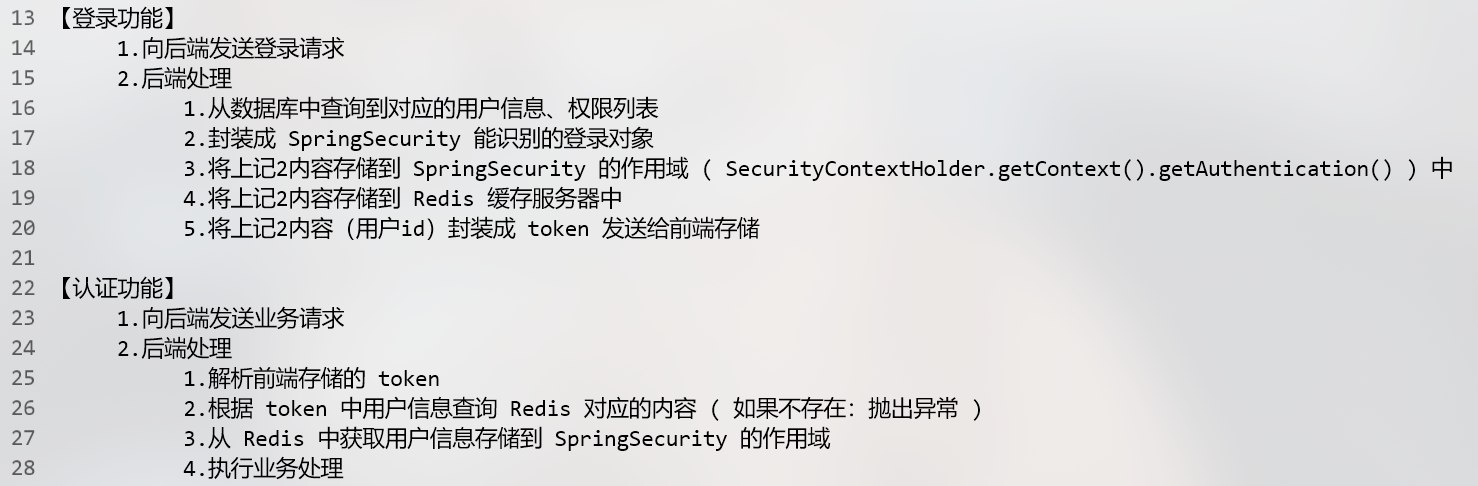 13 【登录功能】
14 1.向后端发送登录请求
15 2.后端处理
16 1.从数据库中查询到对应的用户信息、权限列表
17 2.封装成 SpringSecurity 能识别的登录对象
18 3.将上记2内容存储到 SpringSecurity 的作用域 ( SecurityContextHolder.getContext().getAuthentication() ) 中
19 4.将上记2内容存储到 Redis 缓存服务器中
20 5.将上记2内容（用户id）封装成 token 发送给前端存储
21
22 【认证功能】
23 1.向后端发送业务请求
24 2.后端处理
25 1.解析前端存储的 token
26 2.根据 token 中用户信息查询 Redis 对应的内容 ( 如果不存在：抛出异常 )
27 3.从 Redis 中获取用户信息存储到 SpringSecurity 的作用域
28 4.执行业务处理